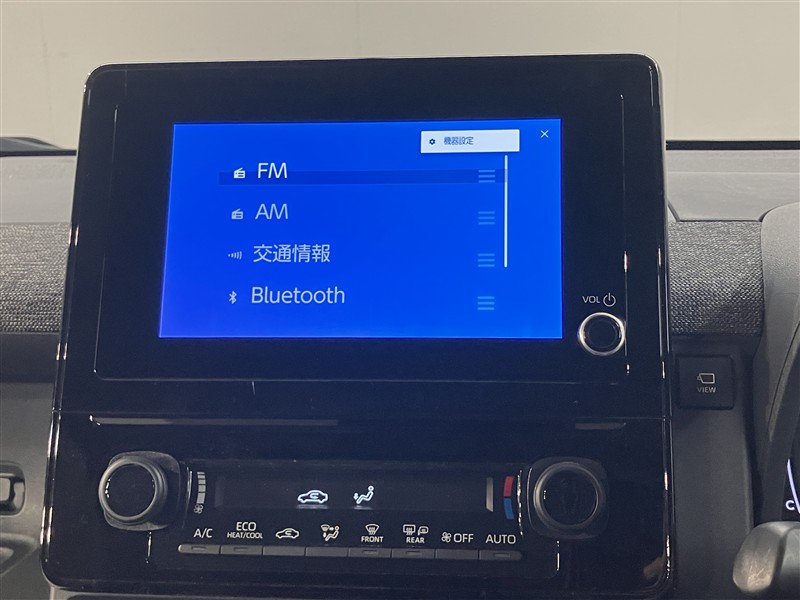 機器設定
FM
AM
交通情報
Bluetooth
VOL
VIEW
A/C
ECO
HEAT/COOL
FRONT
REAR
OFF
AUTO
C